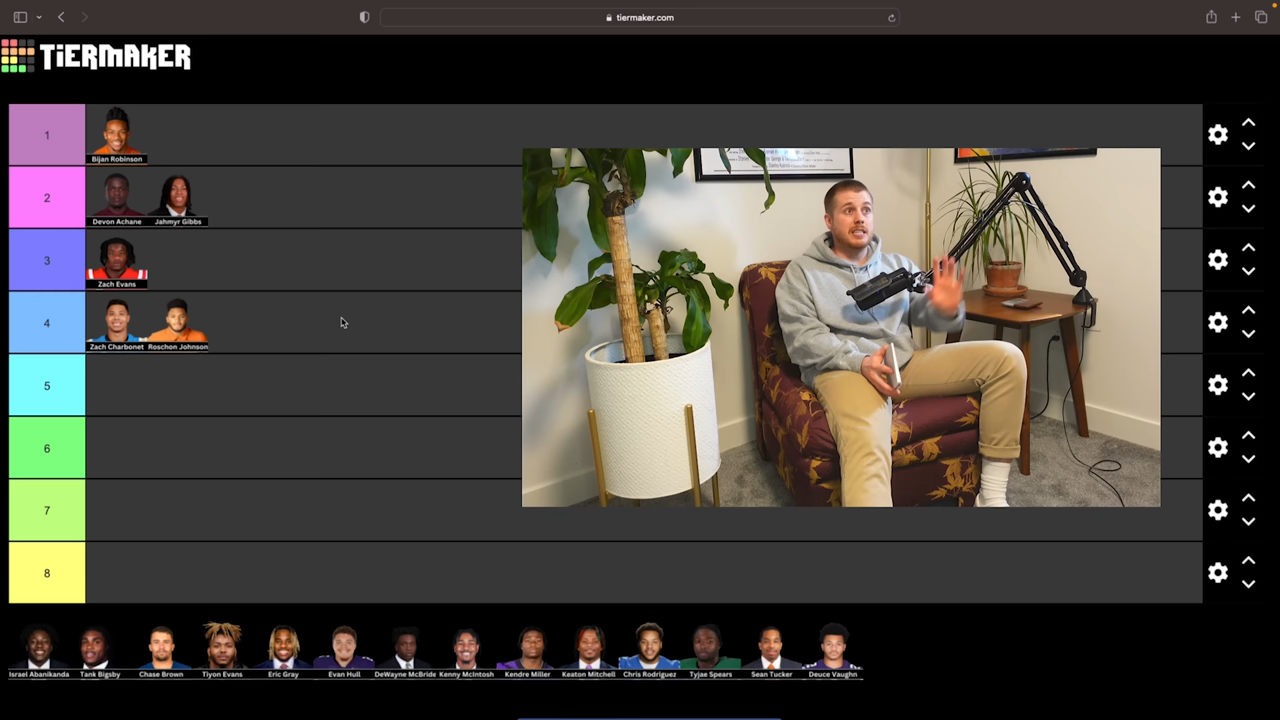 tiermaker.com
TIERMAKER
1
Bijan Robinson
2
Devon Achane Jahmyr Gibbs
3
Zach Evans
4
Zach Charbonet Roschon Johnson
5
6
7
8
Israel Abanikanda Tank Bigsby Chase Brown Tiyon Evans Eric Gray Evan Hull DeWayne McBride Kenny McIntosh Kendre Miller Keaton Mitchell Chris Rodriguez Tyjae Spears Sean Tucker Deuce Vaughn